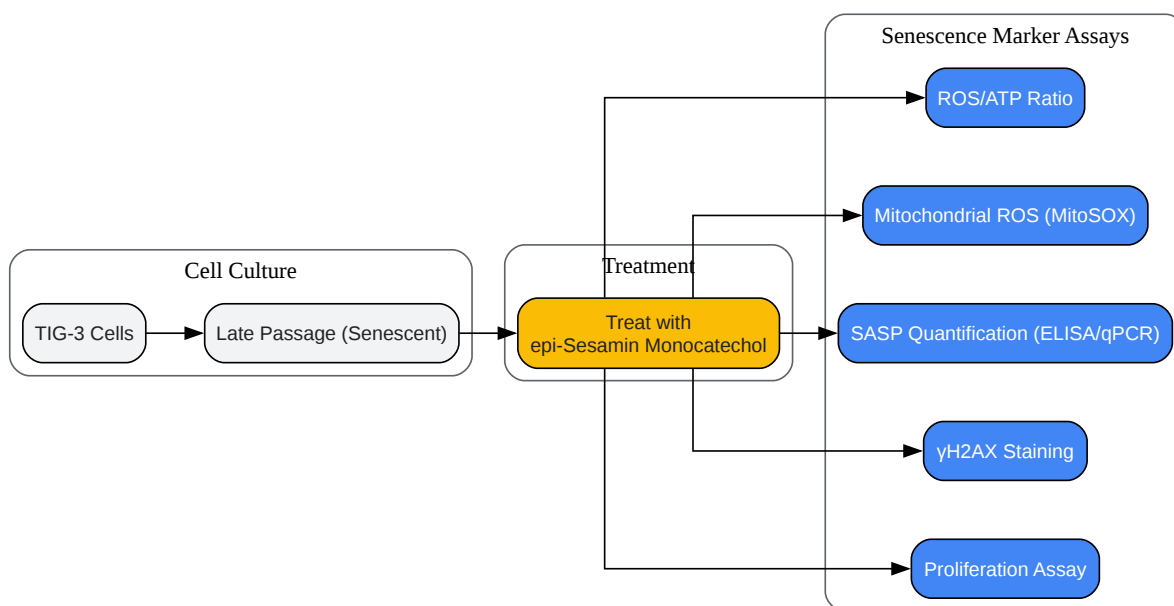 Cell Culture
TIG-3 Cells
Late Passage (Senescent)
Treatment
Treat with
epi-Sesamin Monocatechol
Senescence Marker Assays
ROS/ATP Ratio
Mitochondrial ROS (MitoSOX)
SASP Quantification (ELISA/qPCR)
γH2AX Staining
Proliferation Assay